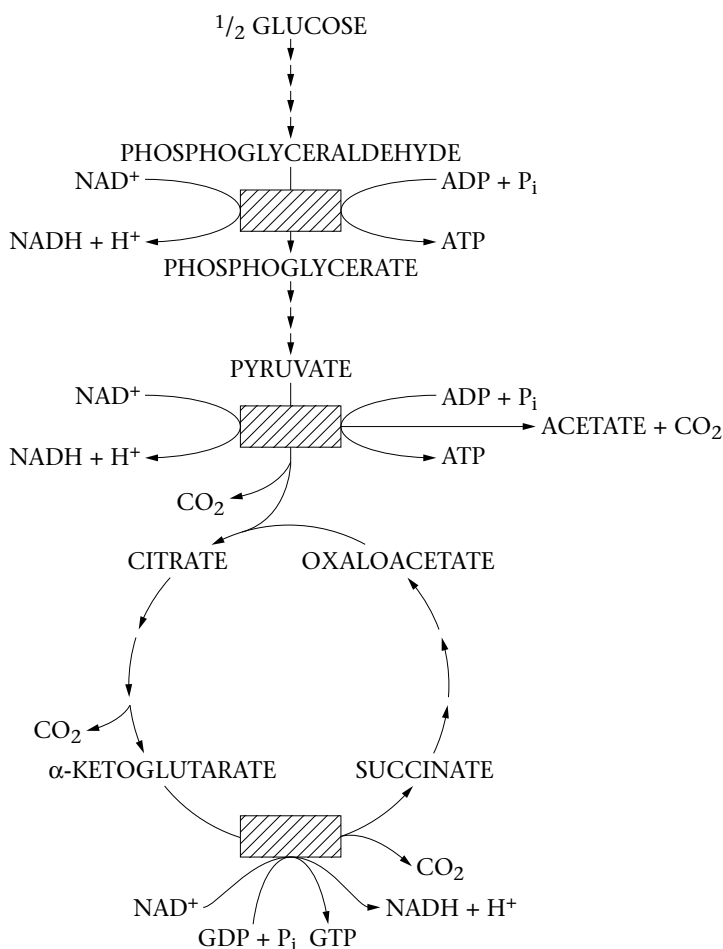 1/2 GLUCOSE
PHOSPHOGLYCERALDEHYDE
NAD+
ADP + Pi
NADH + H+
ATP
PHOSPHOGLYCERATE
PYRUVATE
NAD+
ADP + Pi
ACETATE + CO2
NADH + H+
ATP
CO2
CITRATE
OXALOACETATE
CO2
α-KETOGLUTARATE
SUCCINATE
CO2
NAD+
NADH + H+
GDP + Pi
GTP